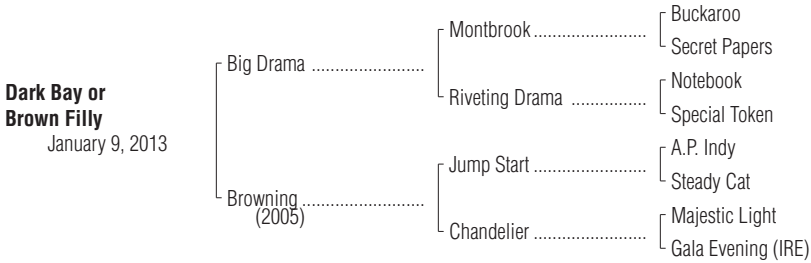 Dark Bay or
Brown Filly
January 9, 2013
Big Drama ........................
Browning ..........................
(2005)
Montbrook ........................
Riveting Drama ................
Jump Start ........................
Chandelier ........................
Buckaroo
Secret Papers
Notebook
Special Token
A.P. Indy
Steady Cat
Majestic Light
Gala Evening (IRE)